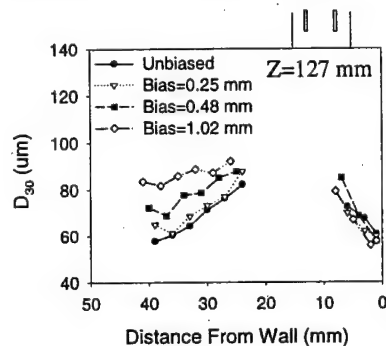 140
120
100
80
60
40
D30 (um)
Unbiased
Bias=0.25 mm
Bias=0.48 mm
Bias=1.02 mm
Z=127 mm
50 40 30 20 10 0
Distance From Wall (mm)